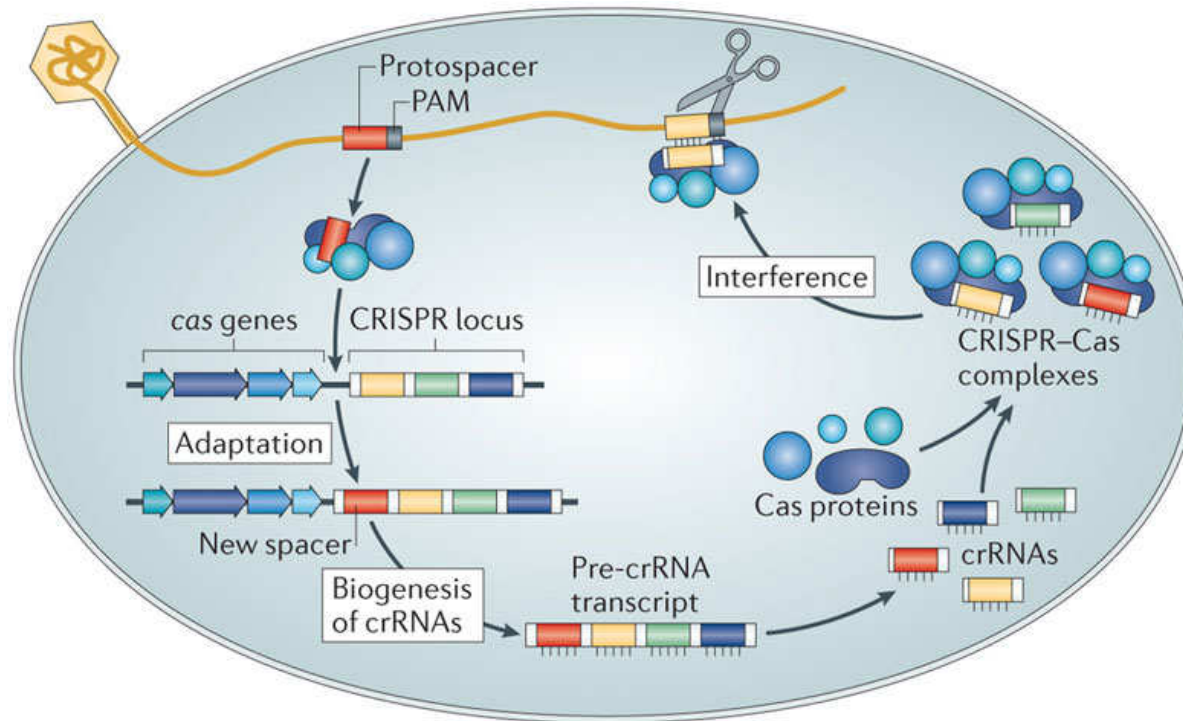 Protospacer
PAM
cas genes
CRISPR locus
Adaptation
New spacer
Biogenesis
of crRNAs
Pre-crRNA
transcript
Interference
CRISPR–Cas
complexes
Cas proteins
crRNAs